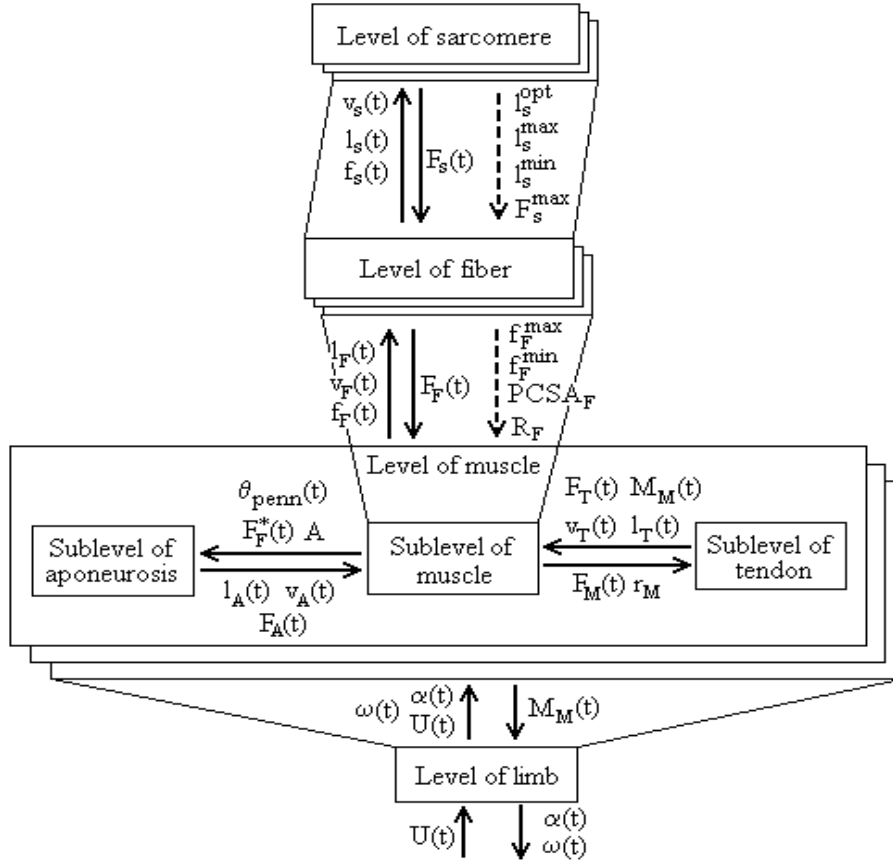 Level of sarcomere
v_s(t)
l_s(t)
f_s(t)
F_s(t)
l_s^opt
l_s^max
l_s^min
F_s^max
Level of fiber
l_F(t)
v_F(t)
f_F(t)
F_F(t)
f_F^max
f_F^min
PCSA_F
R_F
Level of muscle
θ_penn(t)
F_F^*(t) A
Sublevel of
aponeurosis
l_A(t) v_A(t)
F_A(t)
Sublevel of
muscle
F_T(t) M_M(t)
v_T(t) l_T(t)
F_M(t) r_M
Sublevel of
tendon
ω(t) α(t)
U(t)
M_M(t)
Level of limb
U(t)
α(t)
ω(t)